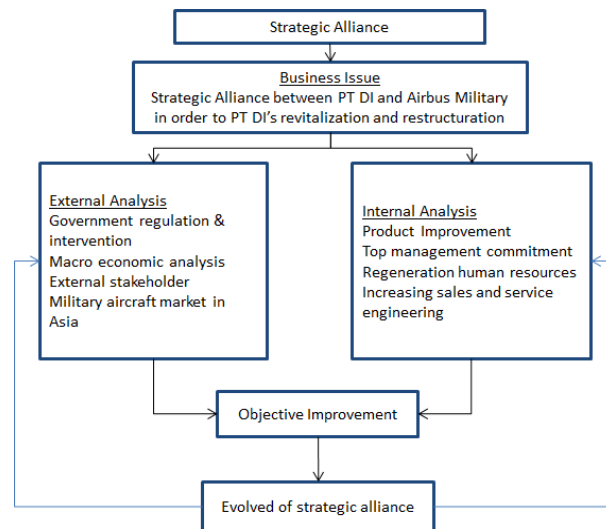 Strategic Alliance
Business Issue
Strategic Alliance between PT DI and Airbus Military
in order to PT DI's revitalization and restructuration
External Analysis
Government regulation &
intervention
Macro economic analysis
External stakeholder
Military aircraft market in
Asia
Internal Analysis
Product Improvement
Top management commitment
Regeneration human resources
Increasing sales and service
engineering
Objective Improvement
Evolved of strategic alliance